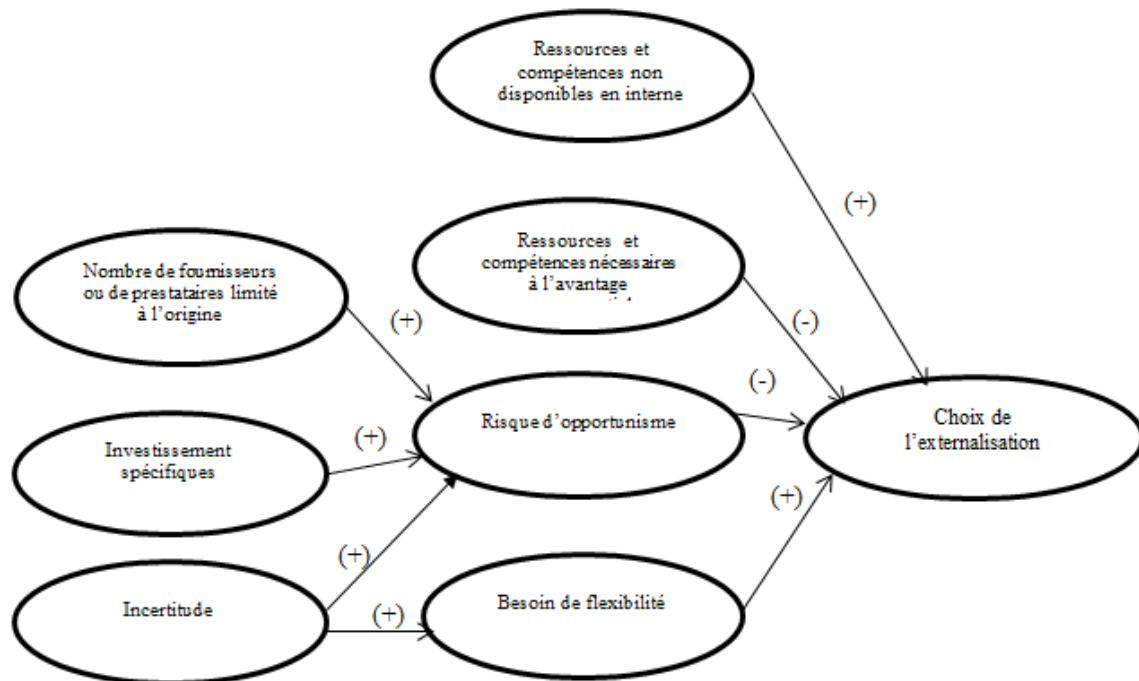 Ressources et
compétences non
disponibles en interne
(+)
Ressources et
compétences nécessaires
à l'avantage
(-)
Nombre de fournisseurs
ou de prestataires limité
à l'origine
(+)
(-)
Risque d'opportunisme
Choix de
l'externalisation
Investissement
spécifiques
(+)
(+)
(+)
Incertitude
(+)
Besoin de flexibilité